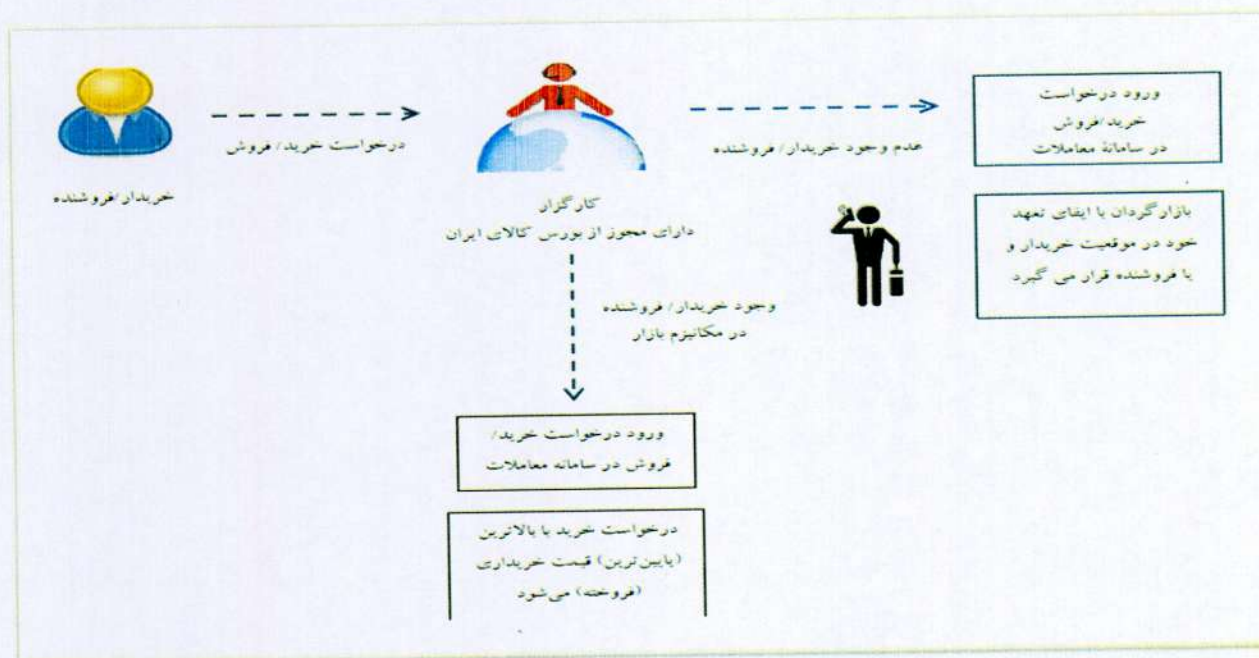 خریدار/فروشنده
درخواست خرید/ فروش
کارگزار
دارای مجوز از بورس کالای ایران
عدم وجود خریدار/ فروشنده
ورود درخواست
خرید/فروش
در سامانهٔ معاملات
بازارگردان با ایفای تعهد
خود در موقعیت خریدار و
یا فروشنده قرار می گیرد
وجود خریدار/ فروشنده
در مکانیزم بازار
ورود درخواست خرید/
فروش در سامانه معاملات
درخواست خرید با بالاترین
(پایین‌ترین) قیمت خریداری
(فروخته) می‌شود